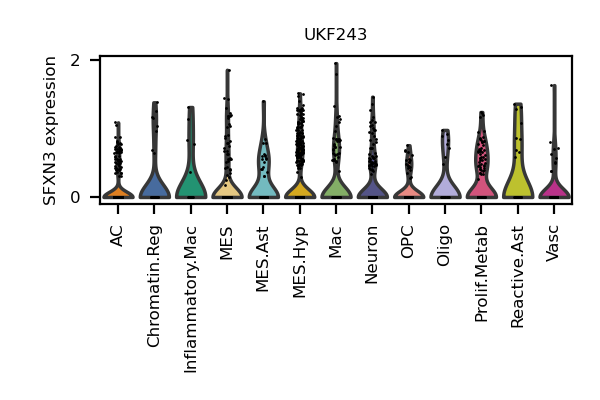 UKF243
SFXN3 expression
2
0
AC
Chromatin.Reg
Inflammatory.Mac
MES
MES.Ast
MES.Hyp
Mac
Neuron
OPC
Oligo
Prolif.Metab
Reactive.Ast
Vasc